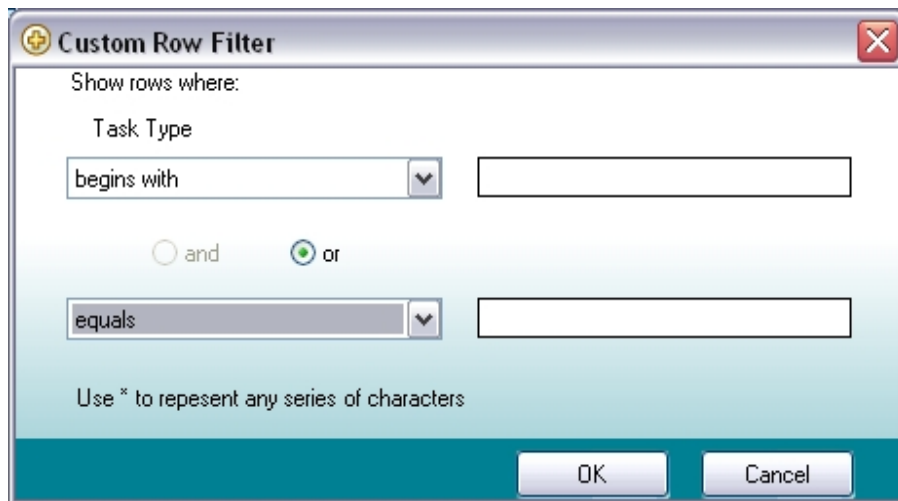 Custom Row Filter
Show rows where:
Task Type
begins with
and or
equals
Use * to repesent any series of characters
OK Cancel